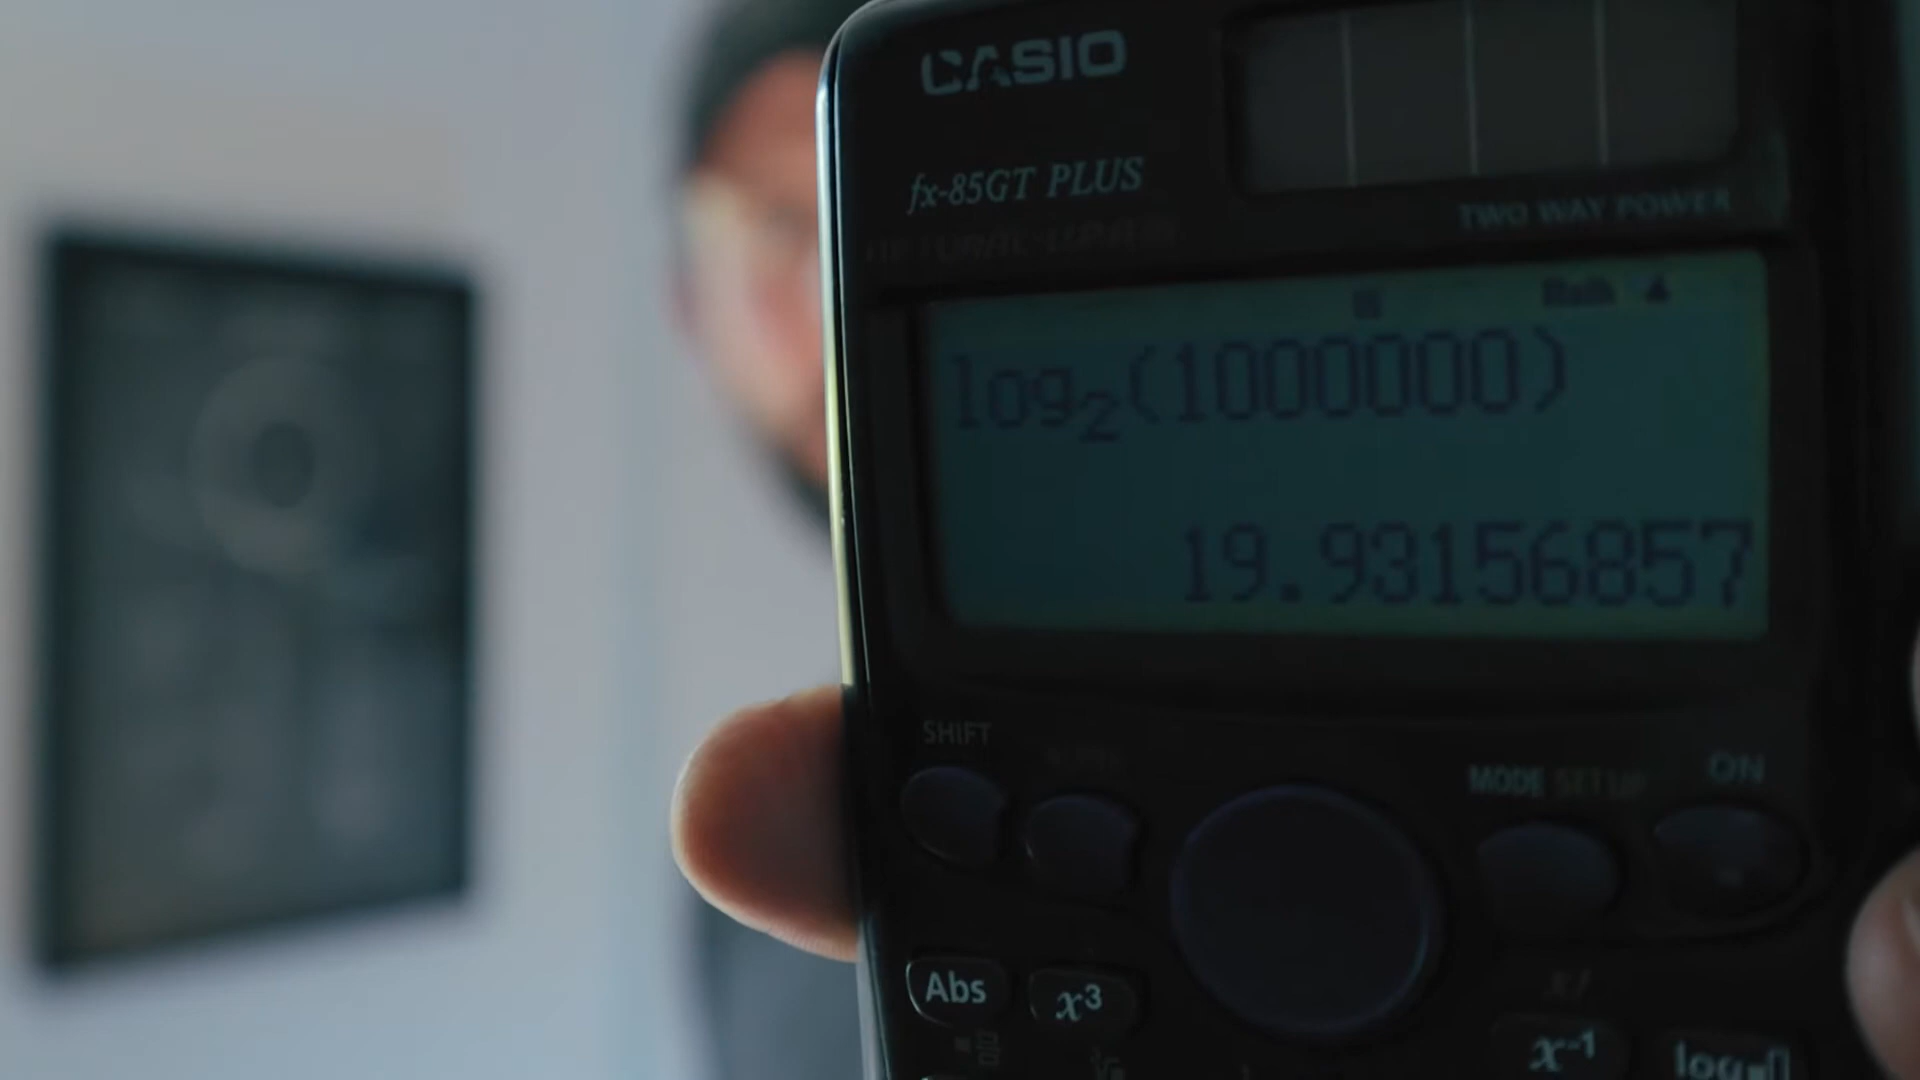 CASIO
fx-85GT PLUS
TWO WAY POWER
Math ▲
log₂(1000000)
19.93156857
SHIFT
MODE SETUP
ON
Abs
x³
x⁻¹